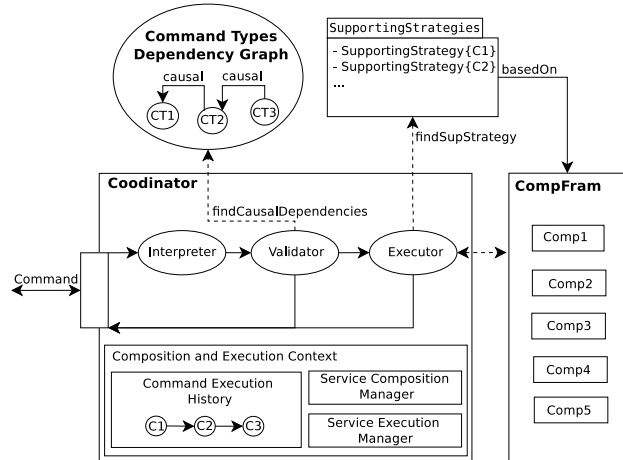 Command Types
Dependency Graph
causal causal
CT1 CT2 CT3
SupportingStrategies
- SupportingStrategy{C1}
- SupportingStrategy{C2}
...
basedOn
findSupStrategy
Coodinator
findCausalDependencies
Command
Interpreter
Validator
Executor
CompFram
Comp1
Comp2
Comp3
Comp4
Comp5
Composition and Execution Context
Command Execution
History
C1 C2 C3
Service Composition
Manager
Service Execution
Manager